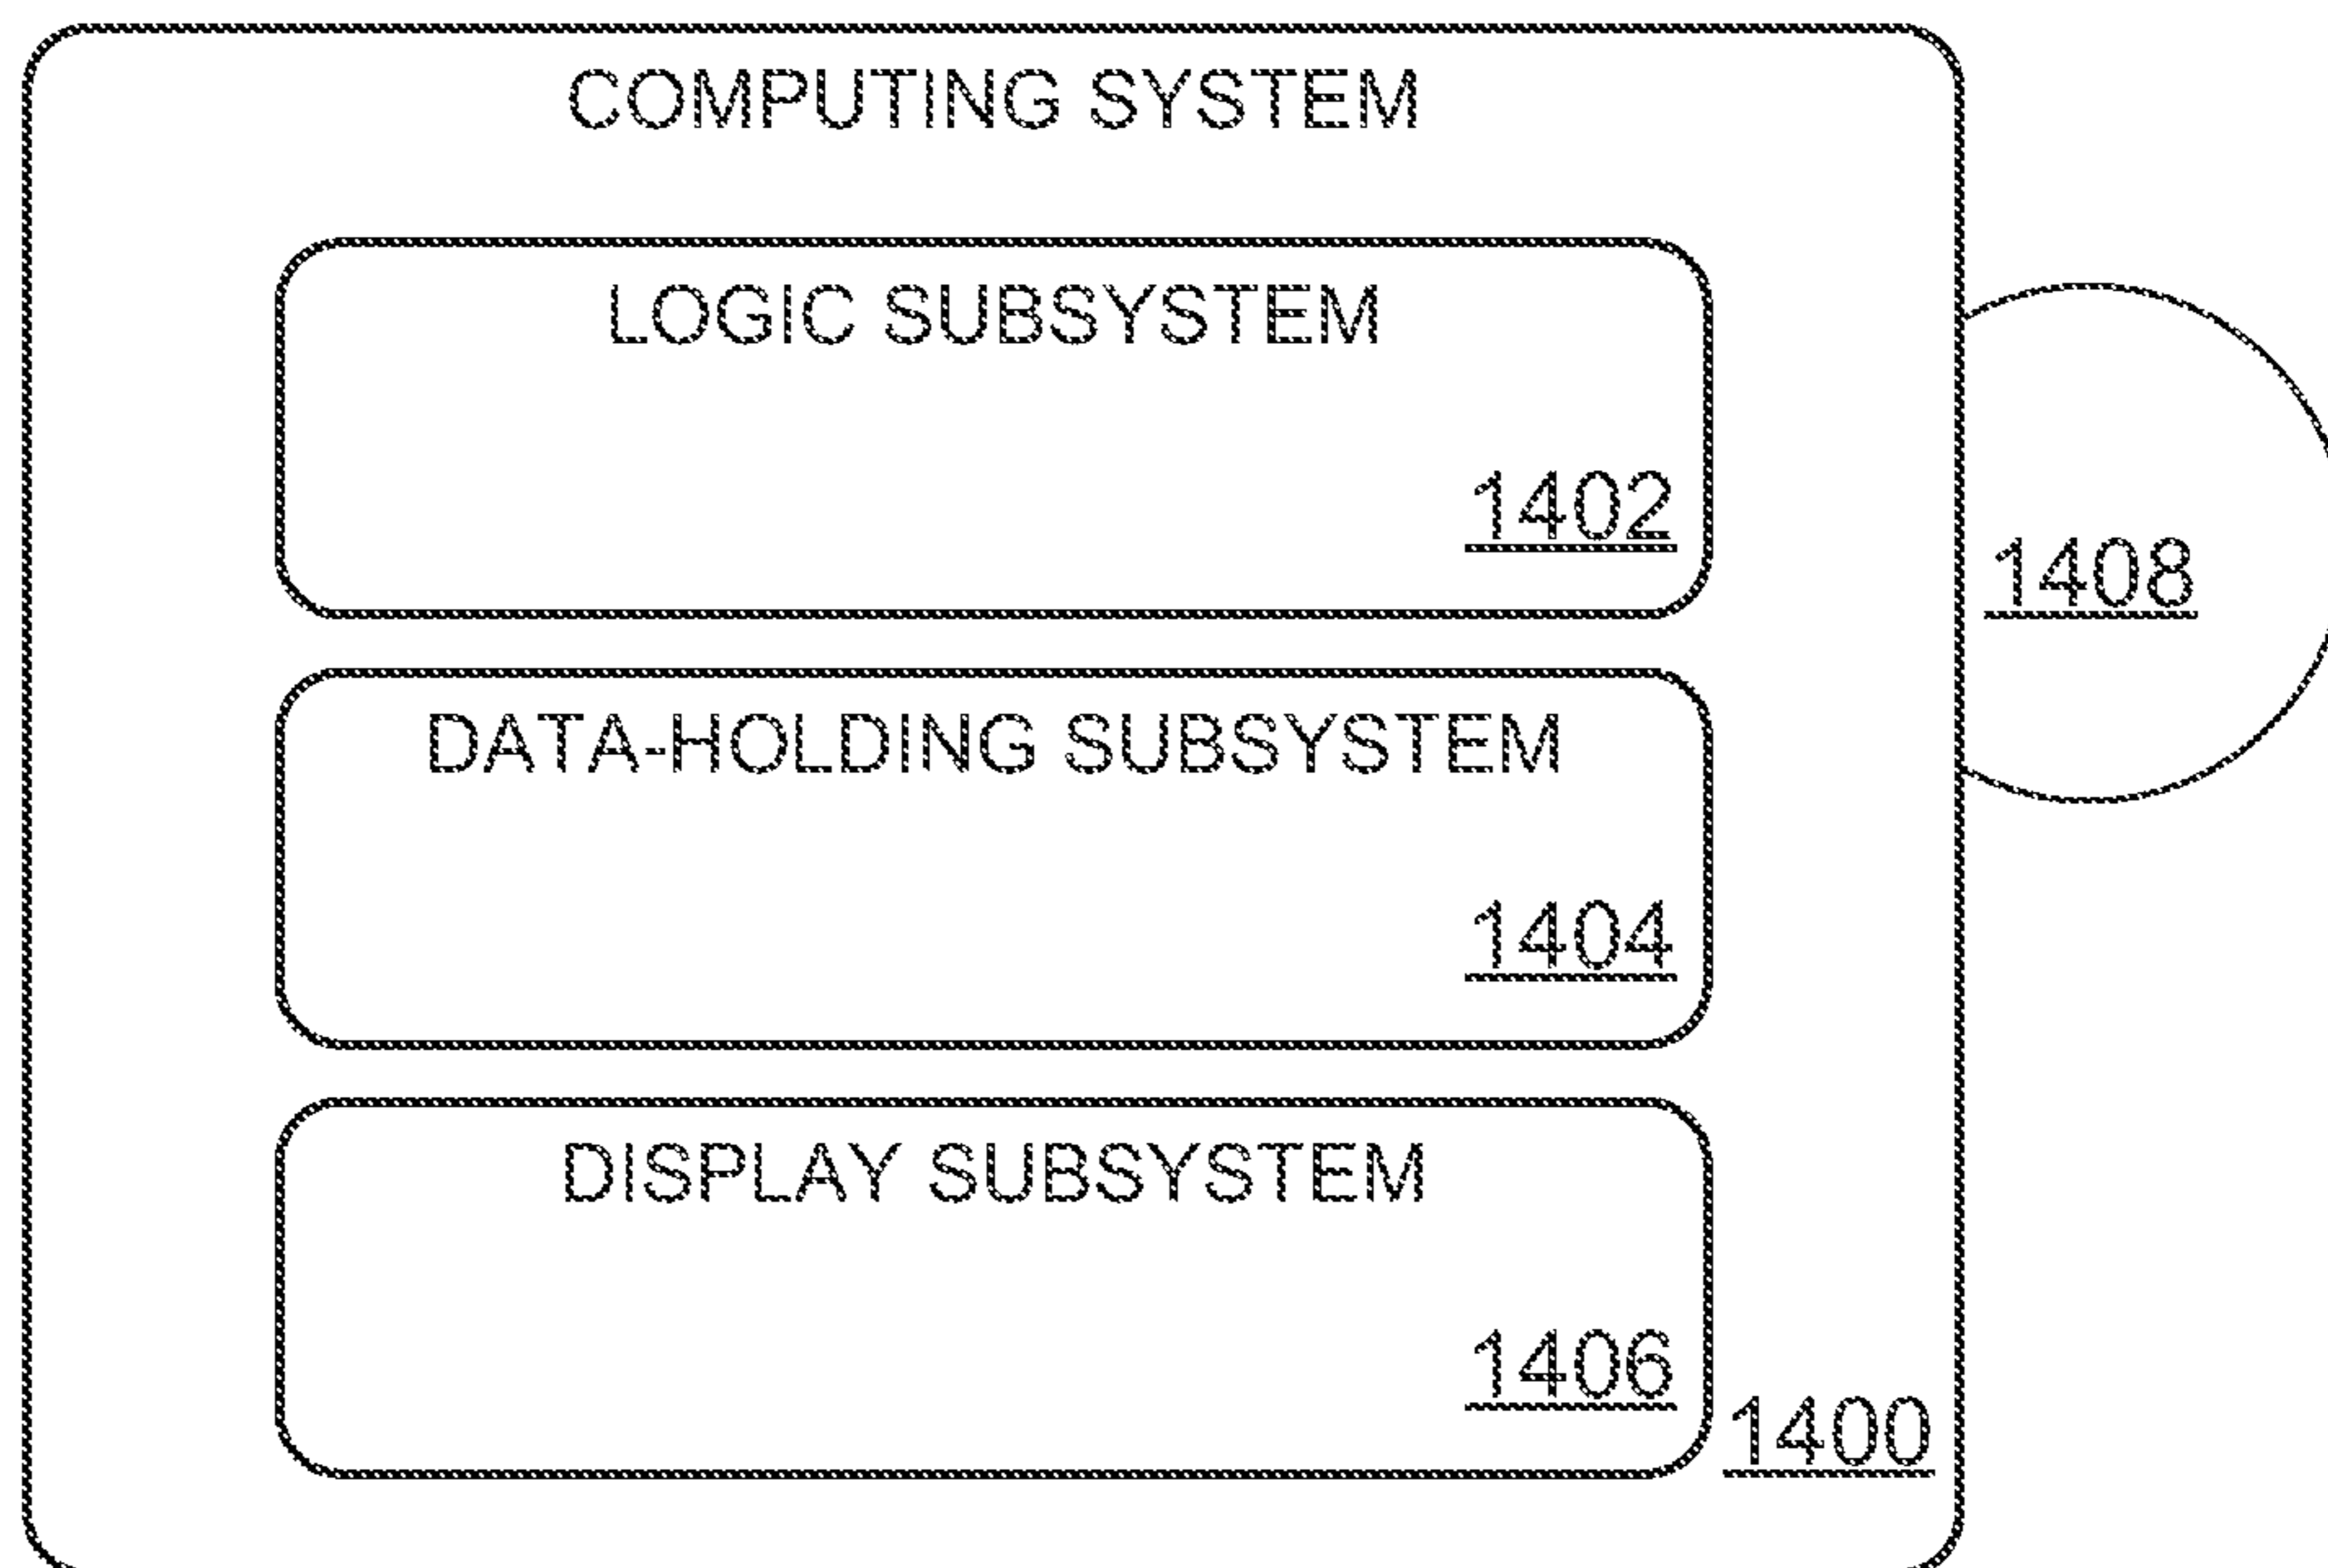 COMPUTING SYSTEM
LOGIC SUBSYSTEM
1402
1408
DATA-HOLDING SUBSYSTEM
1404
DISPLAY SUBSYSTEM
1406
1400